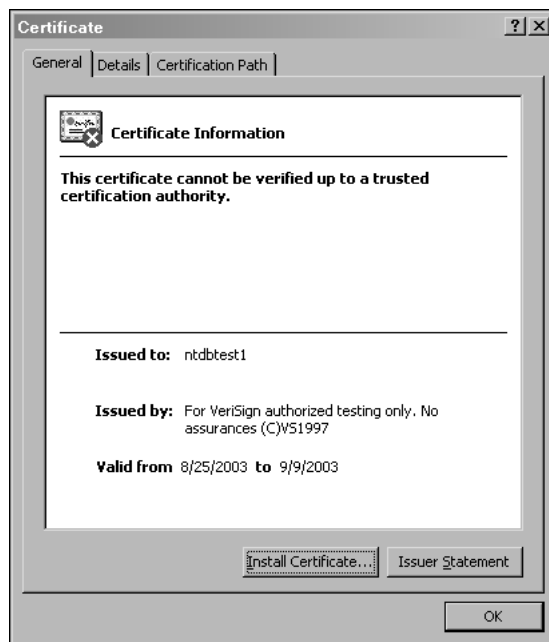 Certificate
General Details Certification Path
Certificate Information
This certificate cannot be verified up to a trusted
certification authority.
Issued to: ntdbtest1
Issued by: For VeriSign authorized testing only. No
assurances (C)VS1997
Valid from 8/25/2003 to 9/9/2003
Install Certificate... Issuer Statement
OK